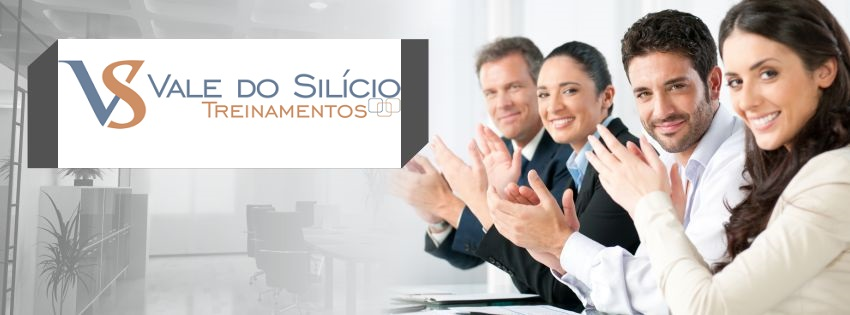 VS VALE DO SILÍCIO
TREINAMENTOS